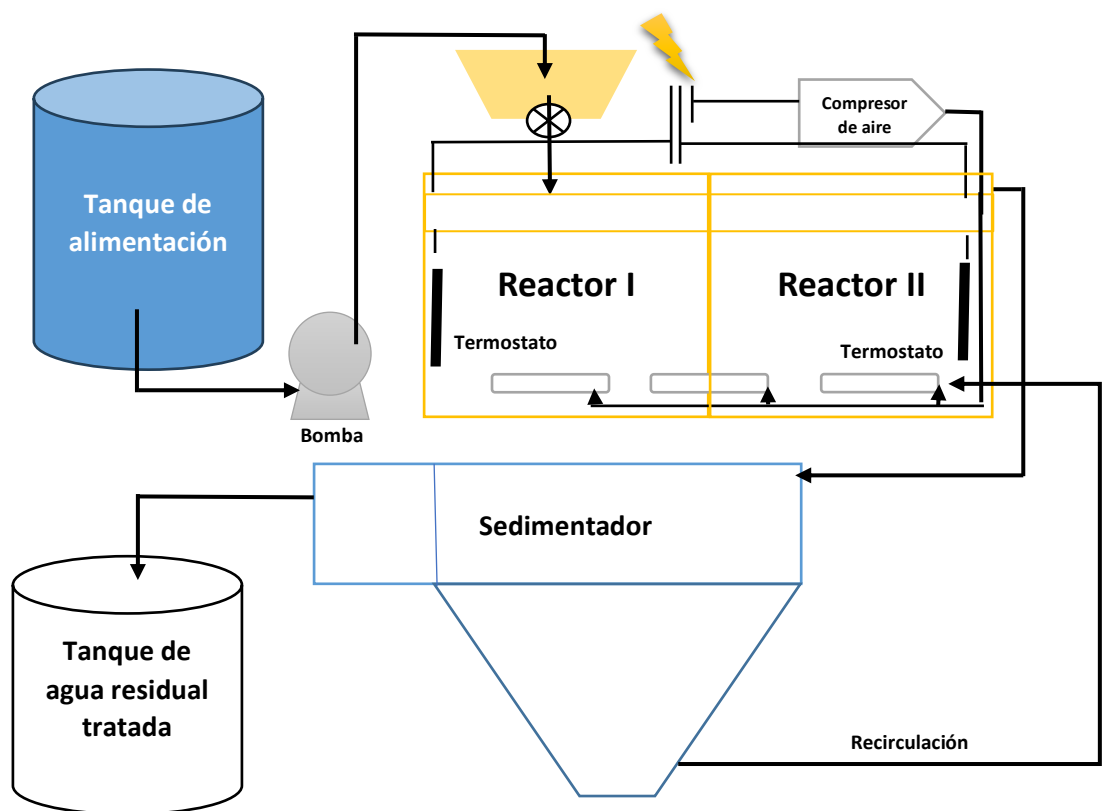 Compresor
de aire
Tanque de
alimentación
Reactor I
Reactor II
Termostato
Termostato
Bomba
Sedimentador
Tanque de
agua residual
tratada
Recirculación